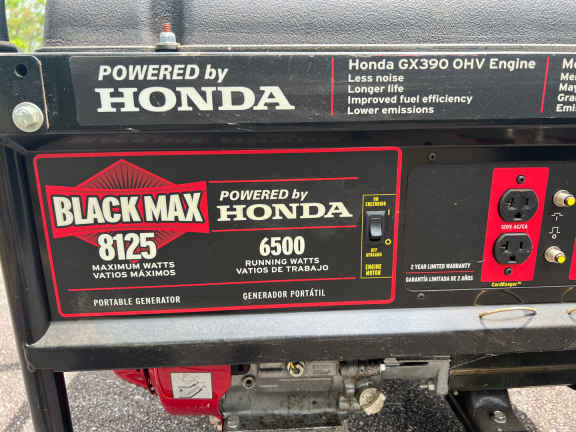 POWERED by
HONDA
Honda GX390 OHV Engine
Less noise
Longer life
Improved fuel efficiency
Lower emissions
BLACK MAX
8125
MAXIMUM WATTS
VATIOS MÁXIMOS
POWERED by
HONDA
6500
RUNNING WATTS
VATIOS DE TRABAJO
PORTABLE GENERATOR
GENERADOR PORTÁTIL
ENGINE
MOTOR
2 YEAR LIMITED WARRANTY
GARANTÍA LIMITADA DE 2 AÑOS
CordKeeper™